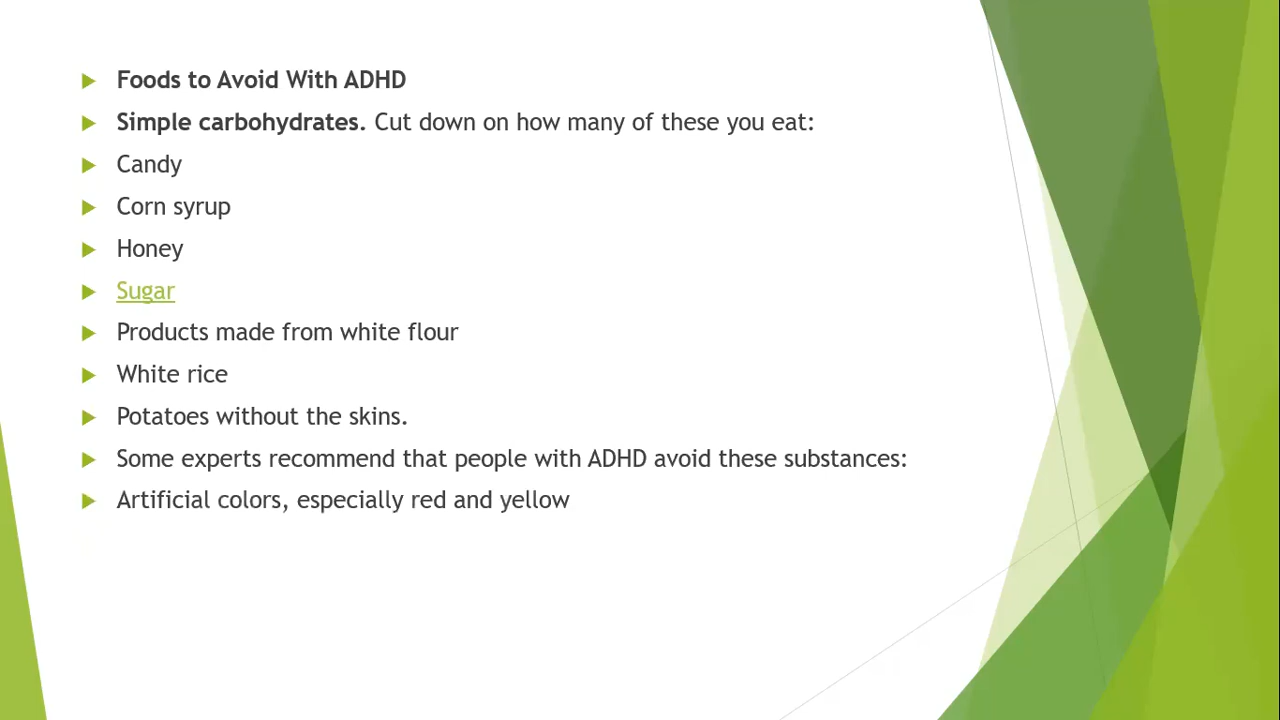 Foods to Avoid With ADHD
Simple carbohydrates. Cut down on how many of these you eat:
Candy
Corn syrup
Honey
Sugar
Products made from white flour
White rice
Potatoes without the skins.
Some experts recommend that people with ADHD avoid these substances:
Artificial colors, especially red and yellow